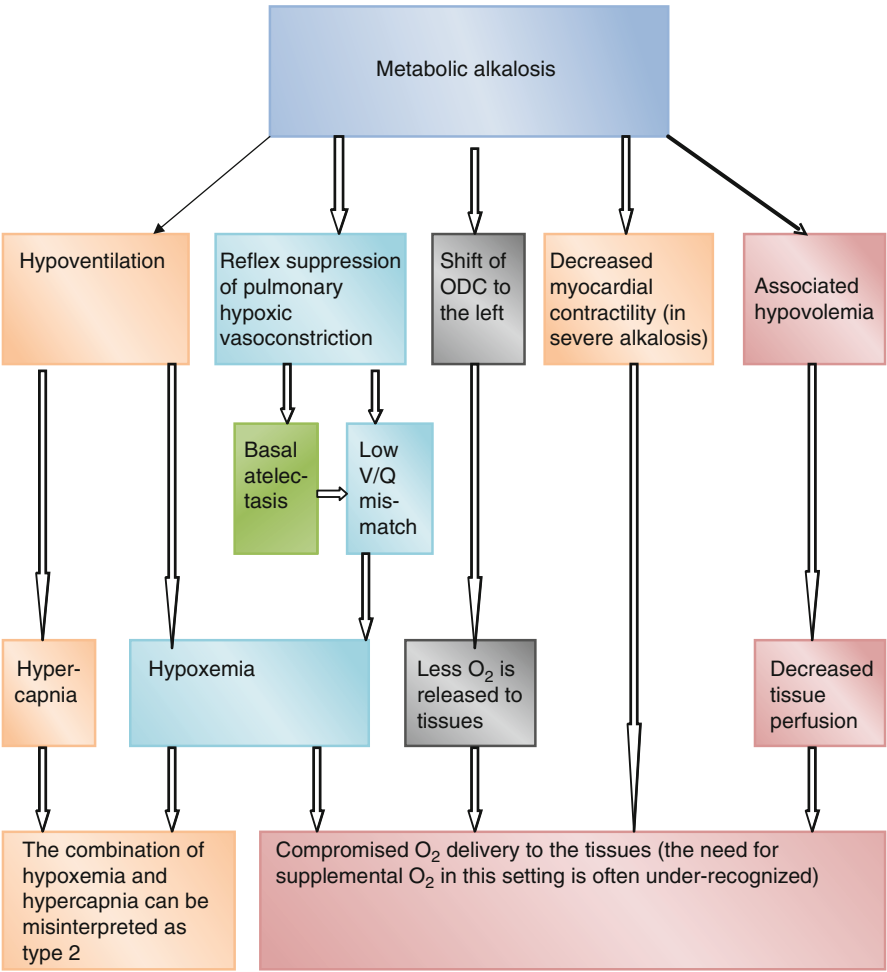 Metabolic alkalosis
Hypoventilation
Reflex suppression
of pulmonary
hypoxic
vasoconstriction
Shift of
ODC to
the left
Decreased
myocardial
contractility (in
severe alkalosis)
Associated
hypovolemia
Basal
atelec-
tasis
Low
V/Q
mis-
match
Hyper-
capnia
Hypoxemia
Less O₂ is
released to
tissues
Decreased
tissue
perfusion
The combination of
hypoxemia and
hypercapnia can be
misinterpreted as
type 2
Compromised O₂ delivery to the tissues (the need for
supplemental O₂ in this setting is often under-recognized)